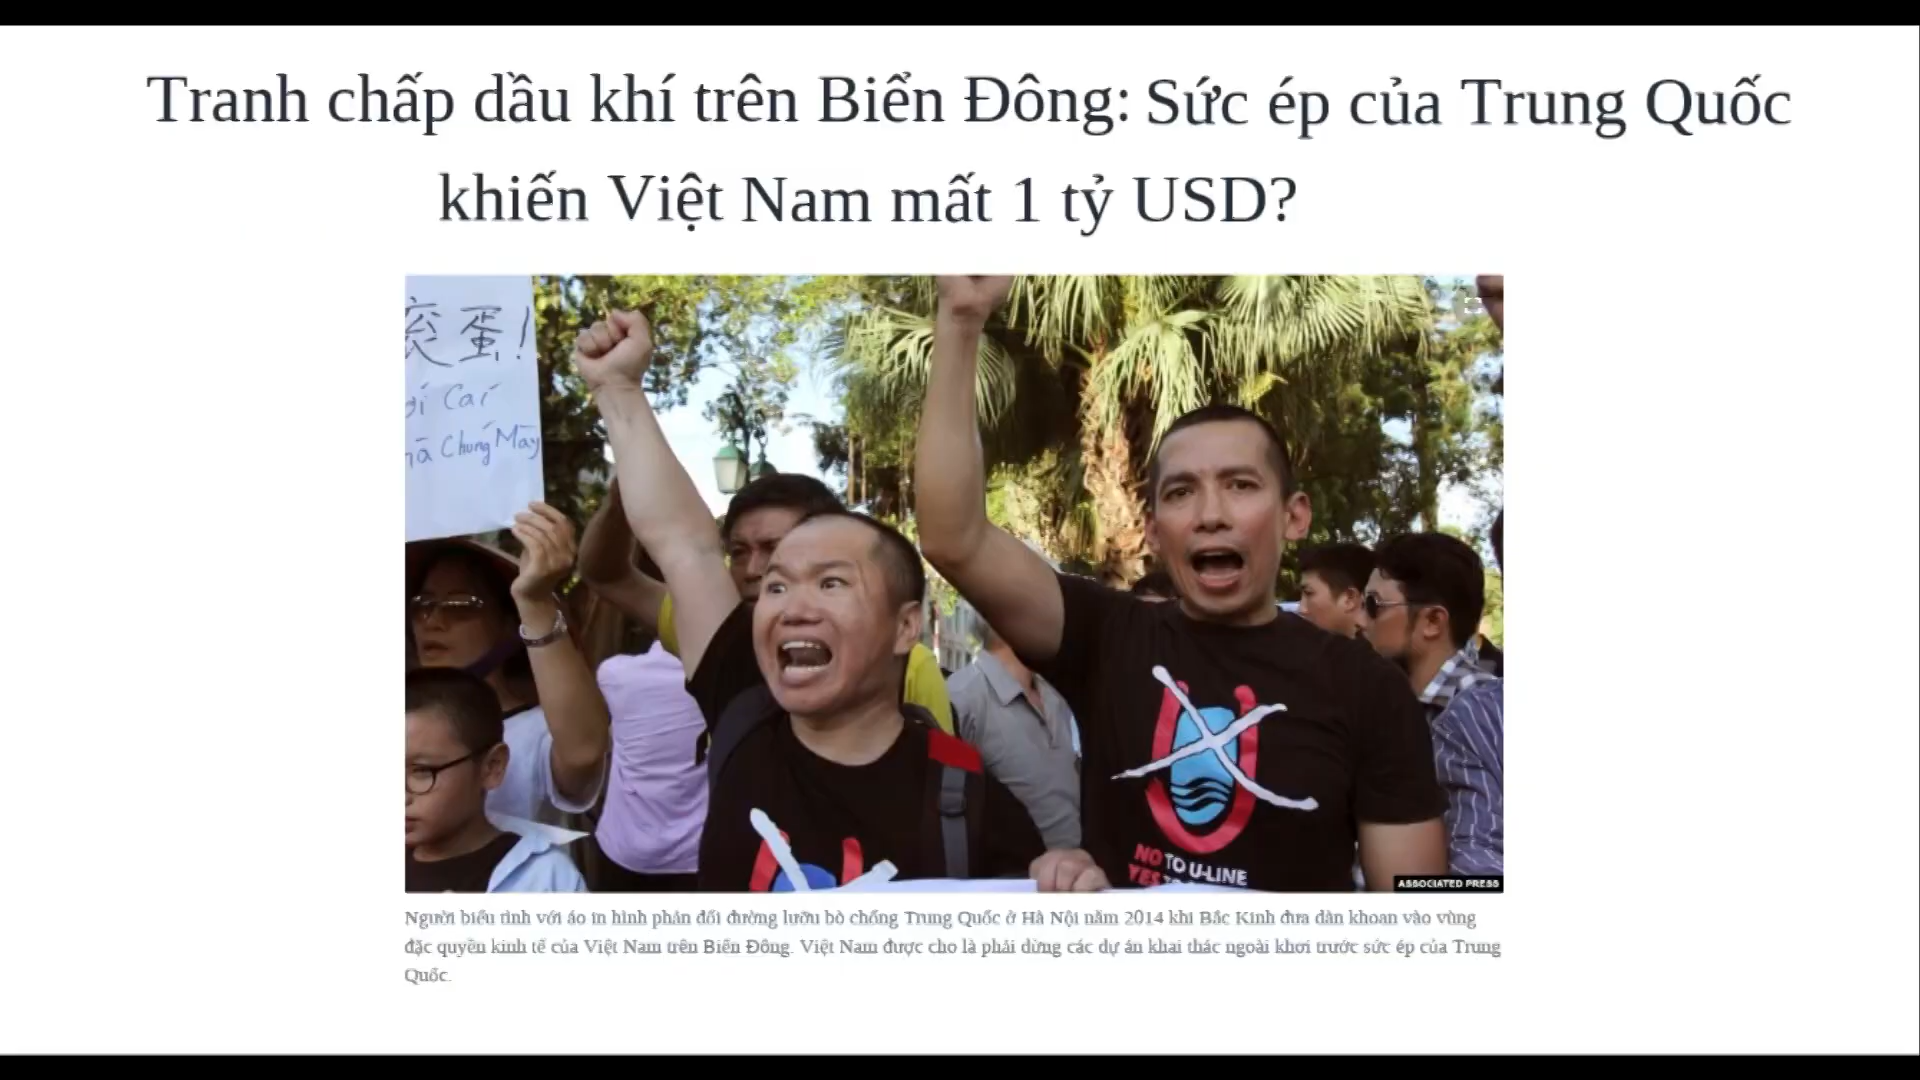 Tranh chấp dầu khí trên Biển Đông: Sức ép của Trung Quốc
khiến Việt Nam mất 1 tỷ USD?
蛋!
Cái
Chúng Mày
NO TO U-LINE
YES
ASSOCIATED PRESS
Người biểu tình với áo in hình phản đối đường lưỡi bò chống Trung Quốc ở Hà Nội năm 2014 khi Bắc Kinh đưa dàn khoan vào vùng
đặc quyền kinh tế của Việt Nam trên Biển Đông. Việt Nam được cho là phải dừng các dự án khai thác ngoài khơi trước sức ép của Trung
Quốc.